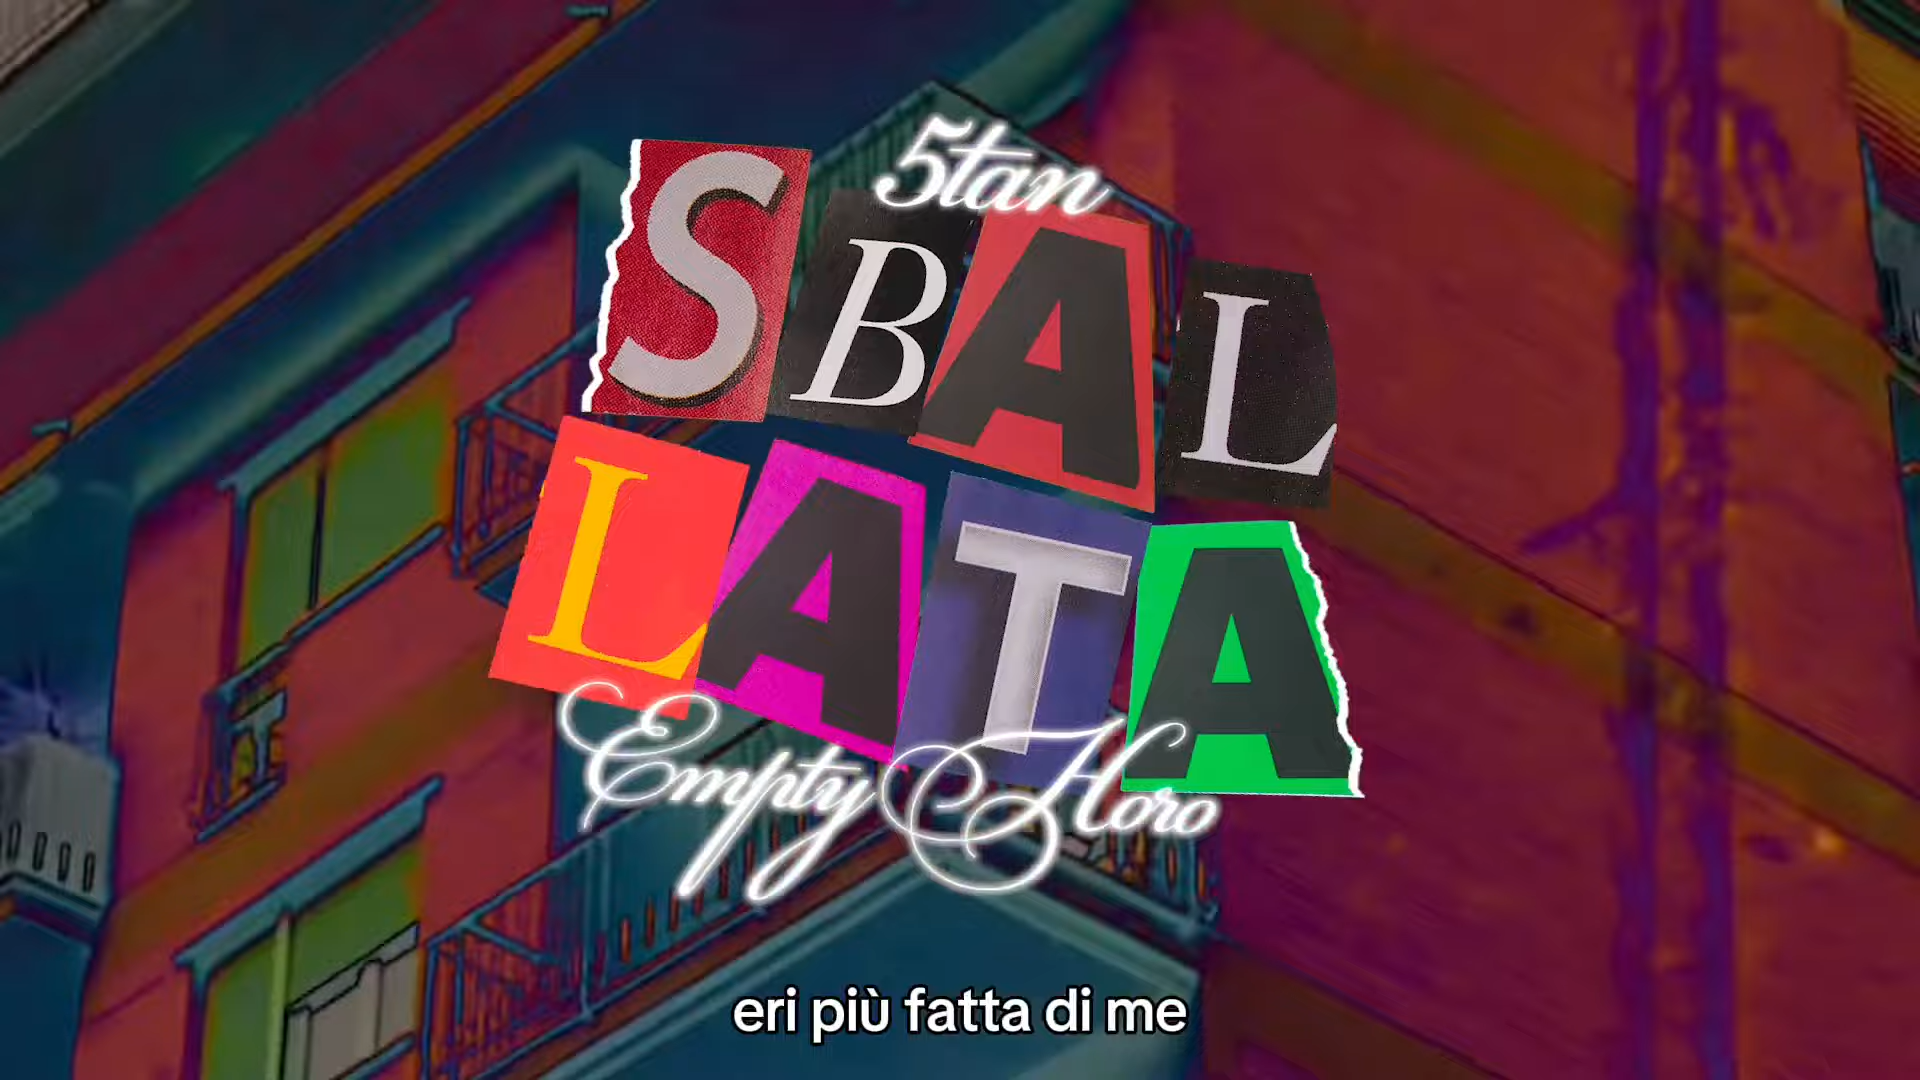 5tan
SBAL
LATA
Empty Horo
eri più fatta di me